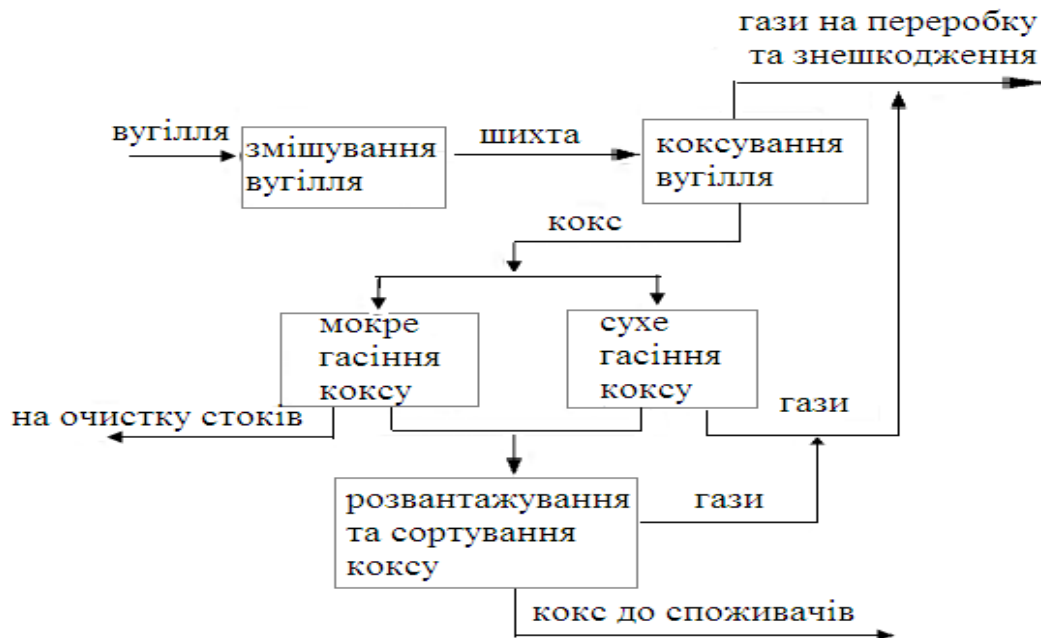 гази на переробку
та знешкодження
вугілля
змішування
вугілля
шихта
коксування
вугілля
кокс
мокре
гасіння
коксу
сухе
гасіння
коксу
на очистку стоків
гази
розвантажування
та сортування
коксу
гази
кокс до споживачів